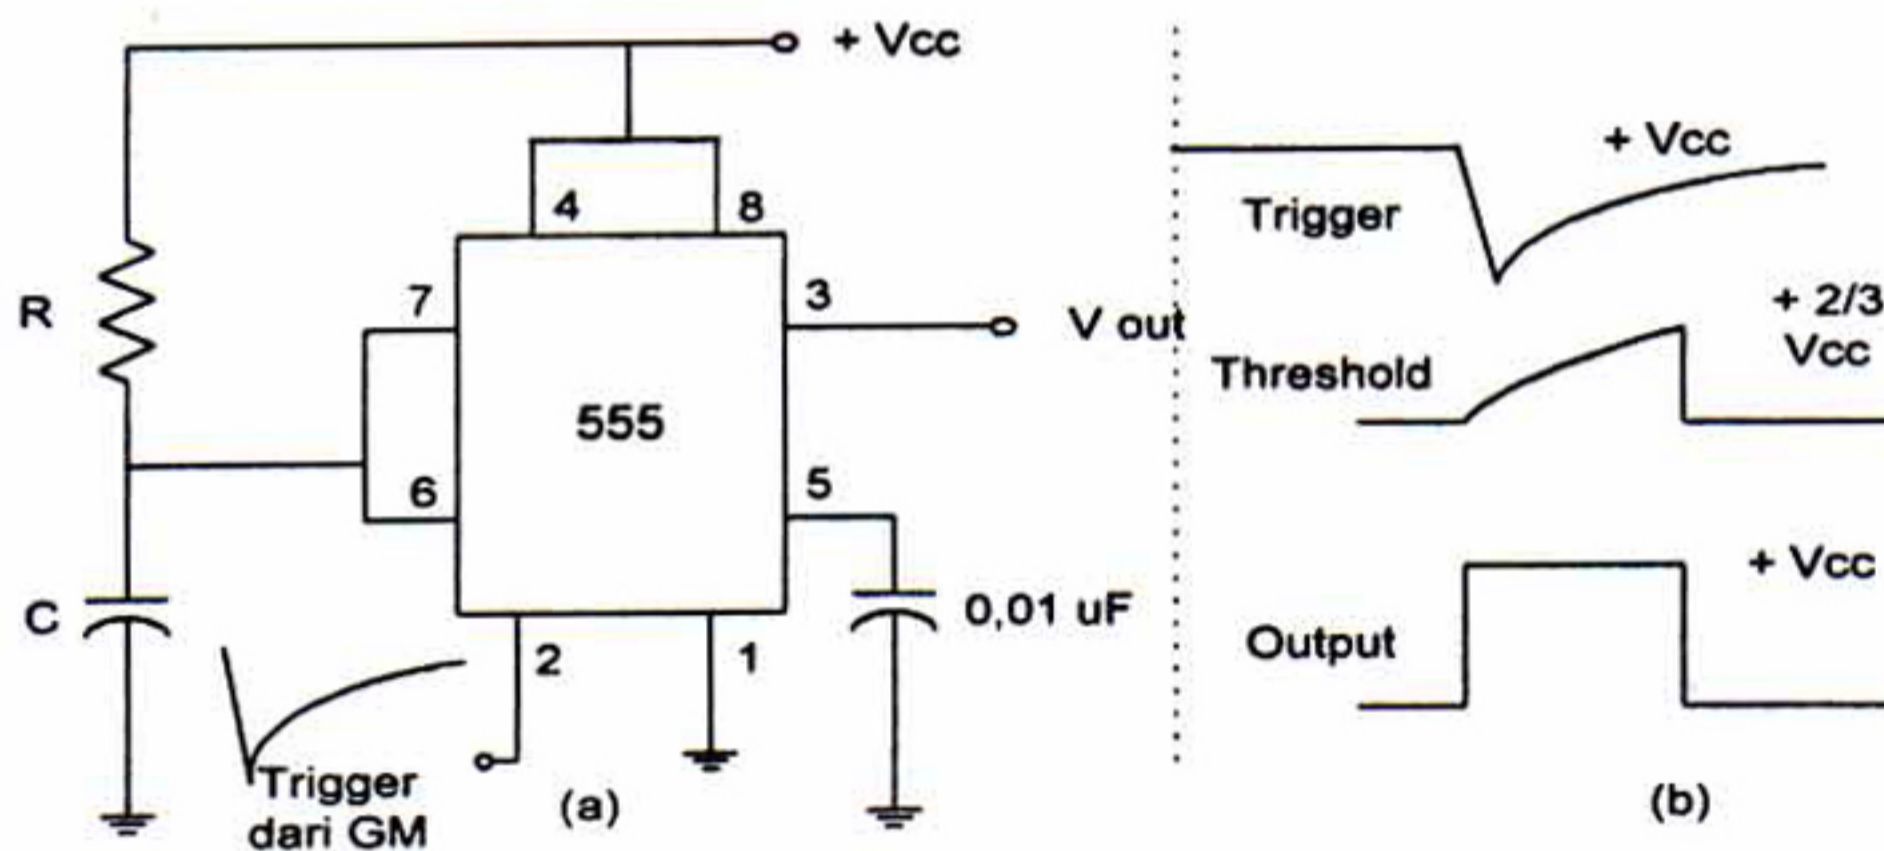 + Vcc
4
8
R
7
3
V out
555
6
5
C
0,01 uF
2
1
Trigger
dari GM
(a)
+ Vcc
Trigger
+ 2/3
Vcc
Threshold
+ Vcc
Output
(b)